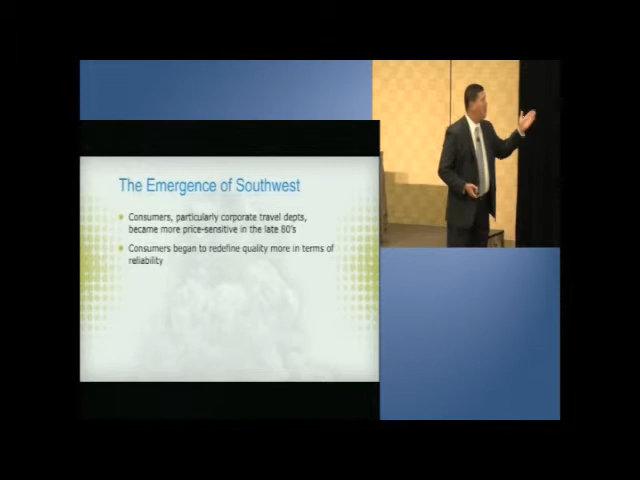 The Emergence of Southwest
Consumers, particularly corporate travel depts,
became more price-sensitive in the late 80's
Consumers began to redefine quality more in terms of
reliability